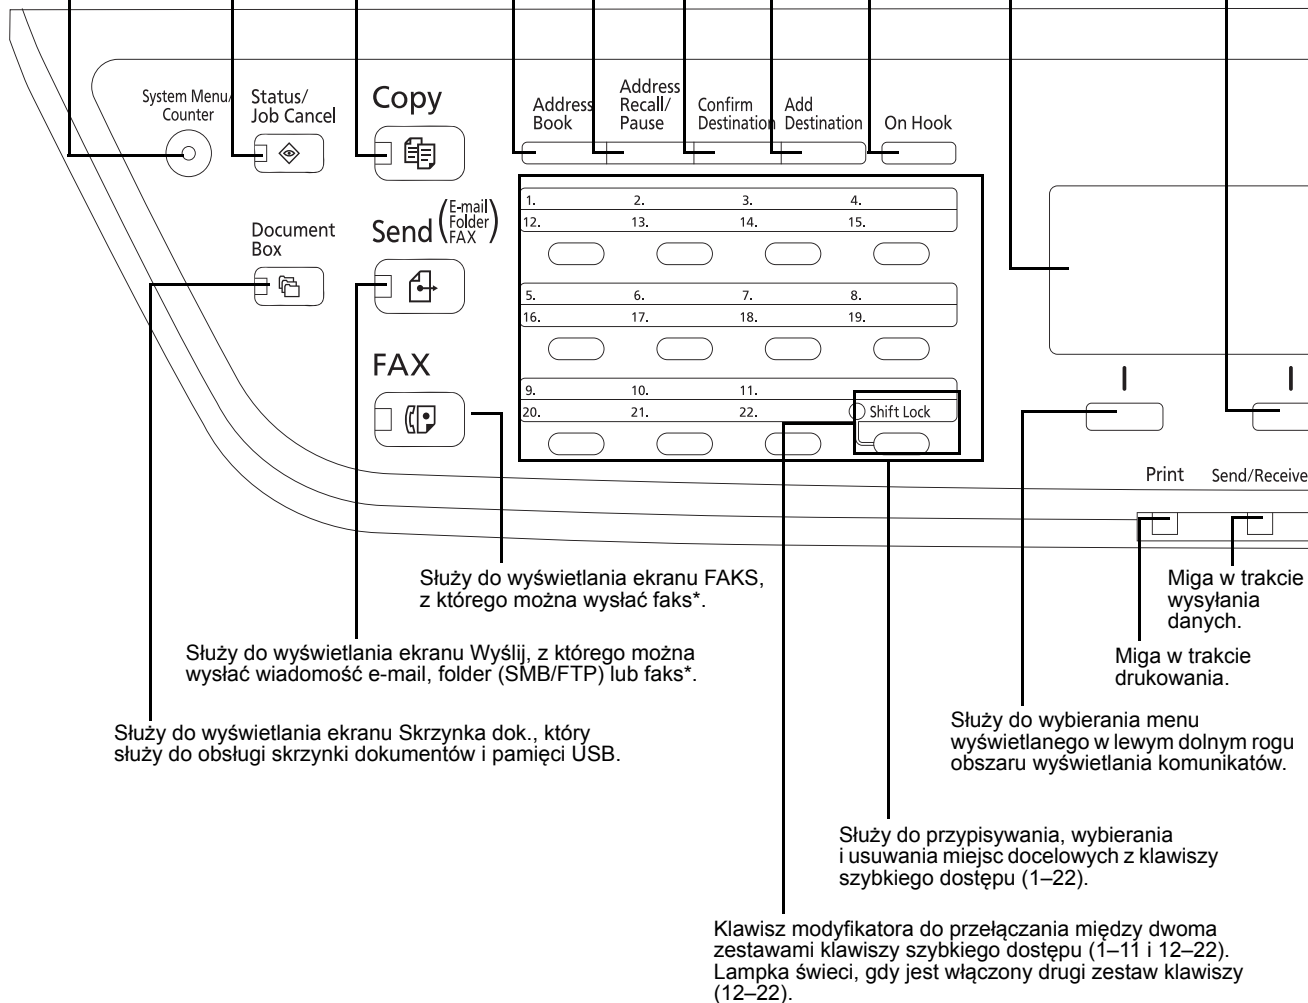 System Menu/
Counter
Status/
Job Cancel
Copy
Address
Book
Address
Recall/
Pause
Confirm
Destination
Add
Destination
On Hook
1. 2. 3. 4.
12. 13. 14. 15.
Document
Box
Send (E-mail
Folder
FAX)
5. 6. 7. 8.
16. 17. 18. 19.
FAX
9. 10. 11.
20. 21. 22. Shift Lock
Print Send/Receive
Służy do wyświetlania ekranu FAKS,
z którego można wysłać faks*.
Miga w trakcie
wysyłania
danych.
Służy do wyświetlania ekranu Wyślij, z którego można
wysłać wiadomość e-mail, folder (SMB/FTP) lub faks*.
Miga w trakcie
drukowania.
Służy do wyświetlania ekranu Skrzynka dok., który
służy do obsługi skrzynki dokumentów i pamięci USB.
Służy do wybierania menu
wyświetlanego w lewym dolnym rogu
obszaru wyświetlania komunikatów.
Służy do przypisywania, wybierania
i usuwania miejsc docelowych z klawiszy
szybkiego dostępu (1–22).
Klawisz modyfikatora do przełączania między dwoma
zestawami klawiszy szybkiego dostępu (1–11 i 12–22).
Lampka świeci, gdy jest włączony drugi zestaw klawiszy
(12–22).